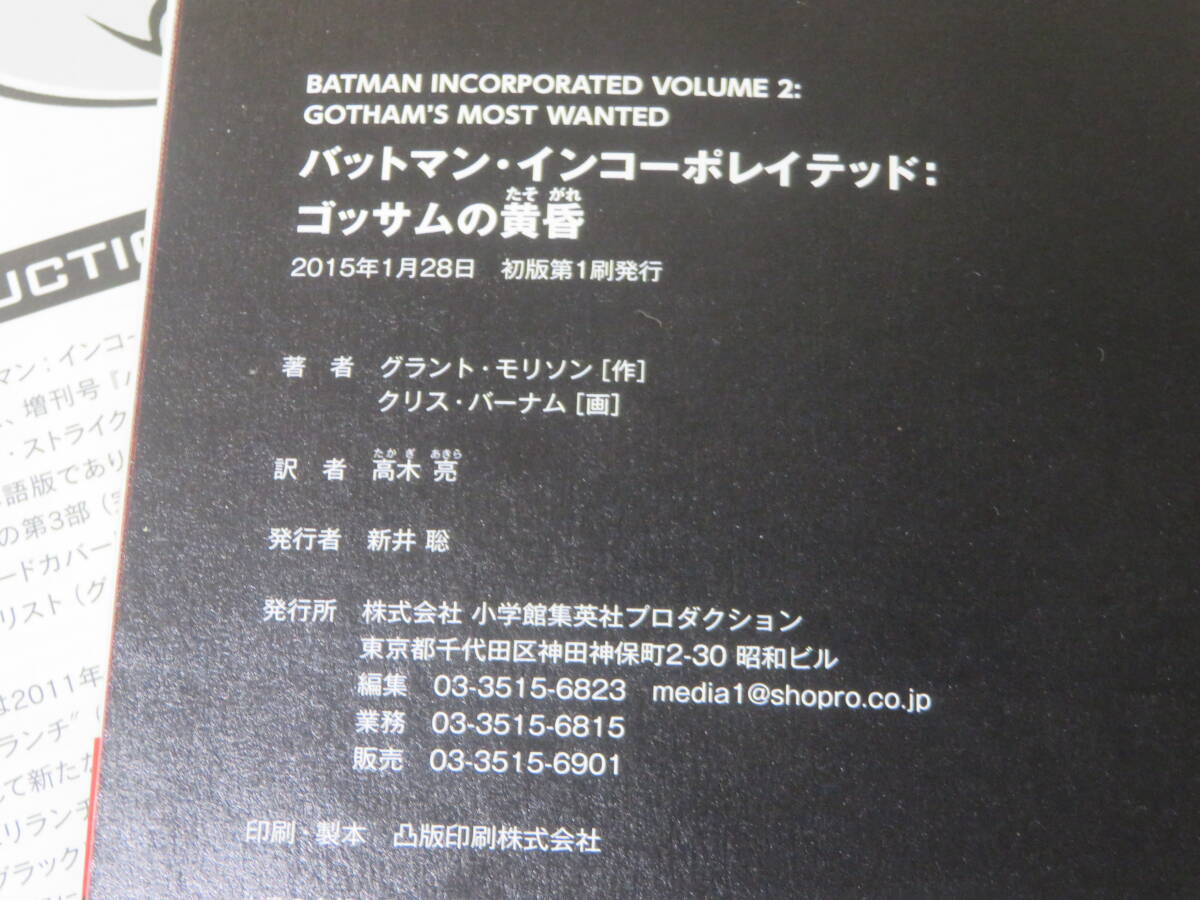 BATMAN INCORPORATED VOLUME 2:
GOTHAM'S MOST WANTED
バットマン・インコーポレイテッド:
たそ がれ
ゴッサムの黄昏
2015年1月28日 初版第1刷発行
著 者 グラント・モリソン[作]
クリス・バーナム[画]
たか ぎ あきら
訳 者 高木 亮
発行者 新井 聡
発行所 株式会社 小学館集英社プロダクション
東京都千代田区神田神保町2-30 昭和ビル
編集 03-3515-6823 media1@shopro.co.jp
業務 03-3515-6815
販売 03-3515-6901
印刷・製本 凸版印刷株式会社
UCTI
マン:インコー
、増刊号『
・ストライク
語版であり
の第3部(
ードカバー
リスト(グ
は2011年
ランチ"(
て新たな
リランチ
ブラック